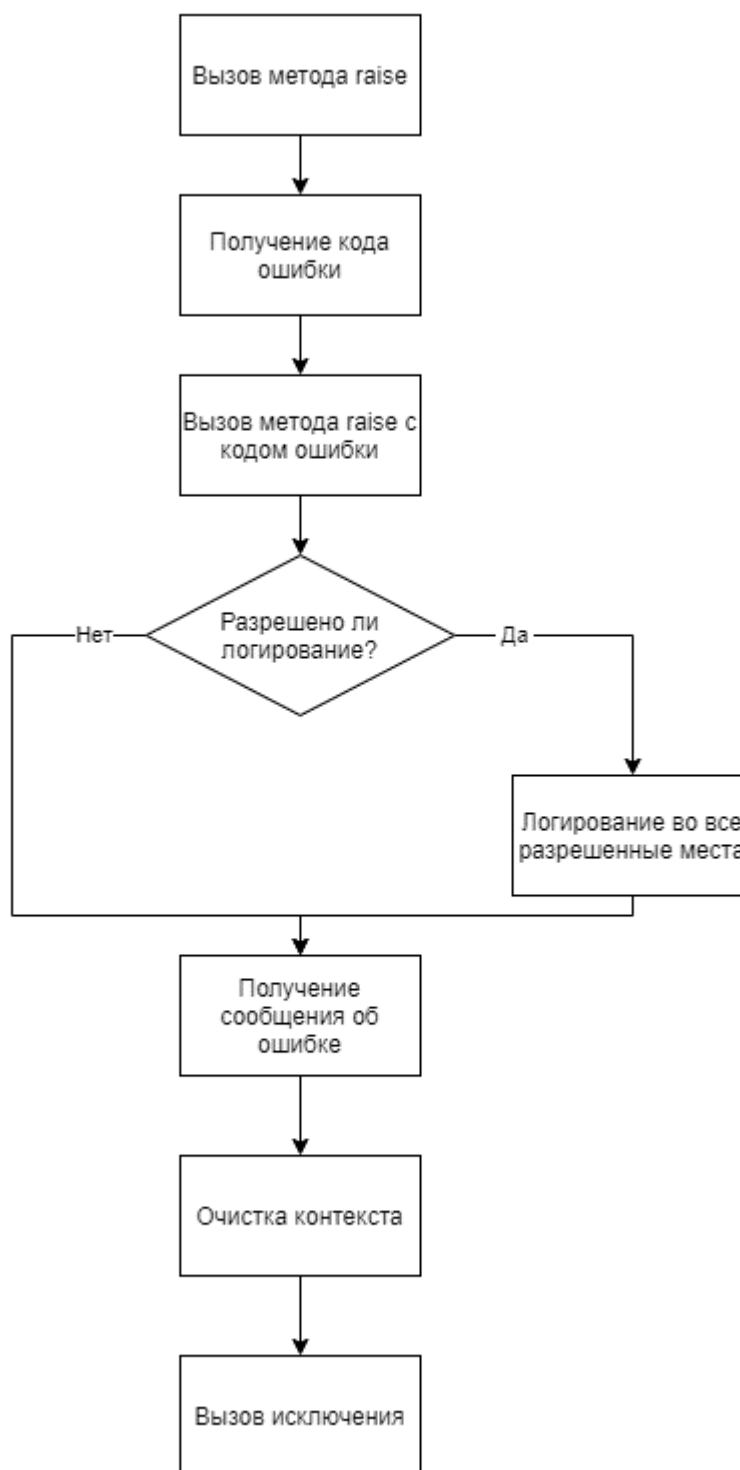 Вызов метода raise
Получение кода
ошибки
Вызов метода raise с
кодом ошибки
Разрешено ли
логирование?
Нет
Да
Логирование во все
разрешенные места
Получение
сообщения об
ошибке
Очистка контекста
Вызов исключения